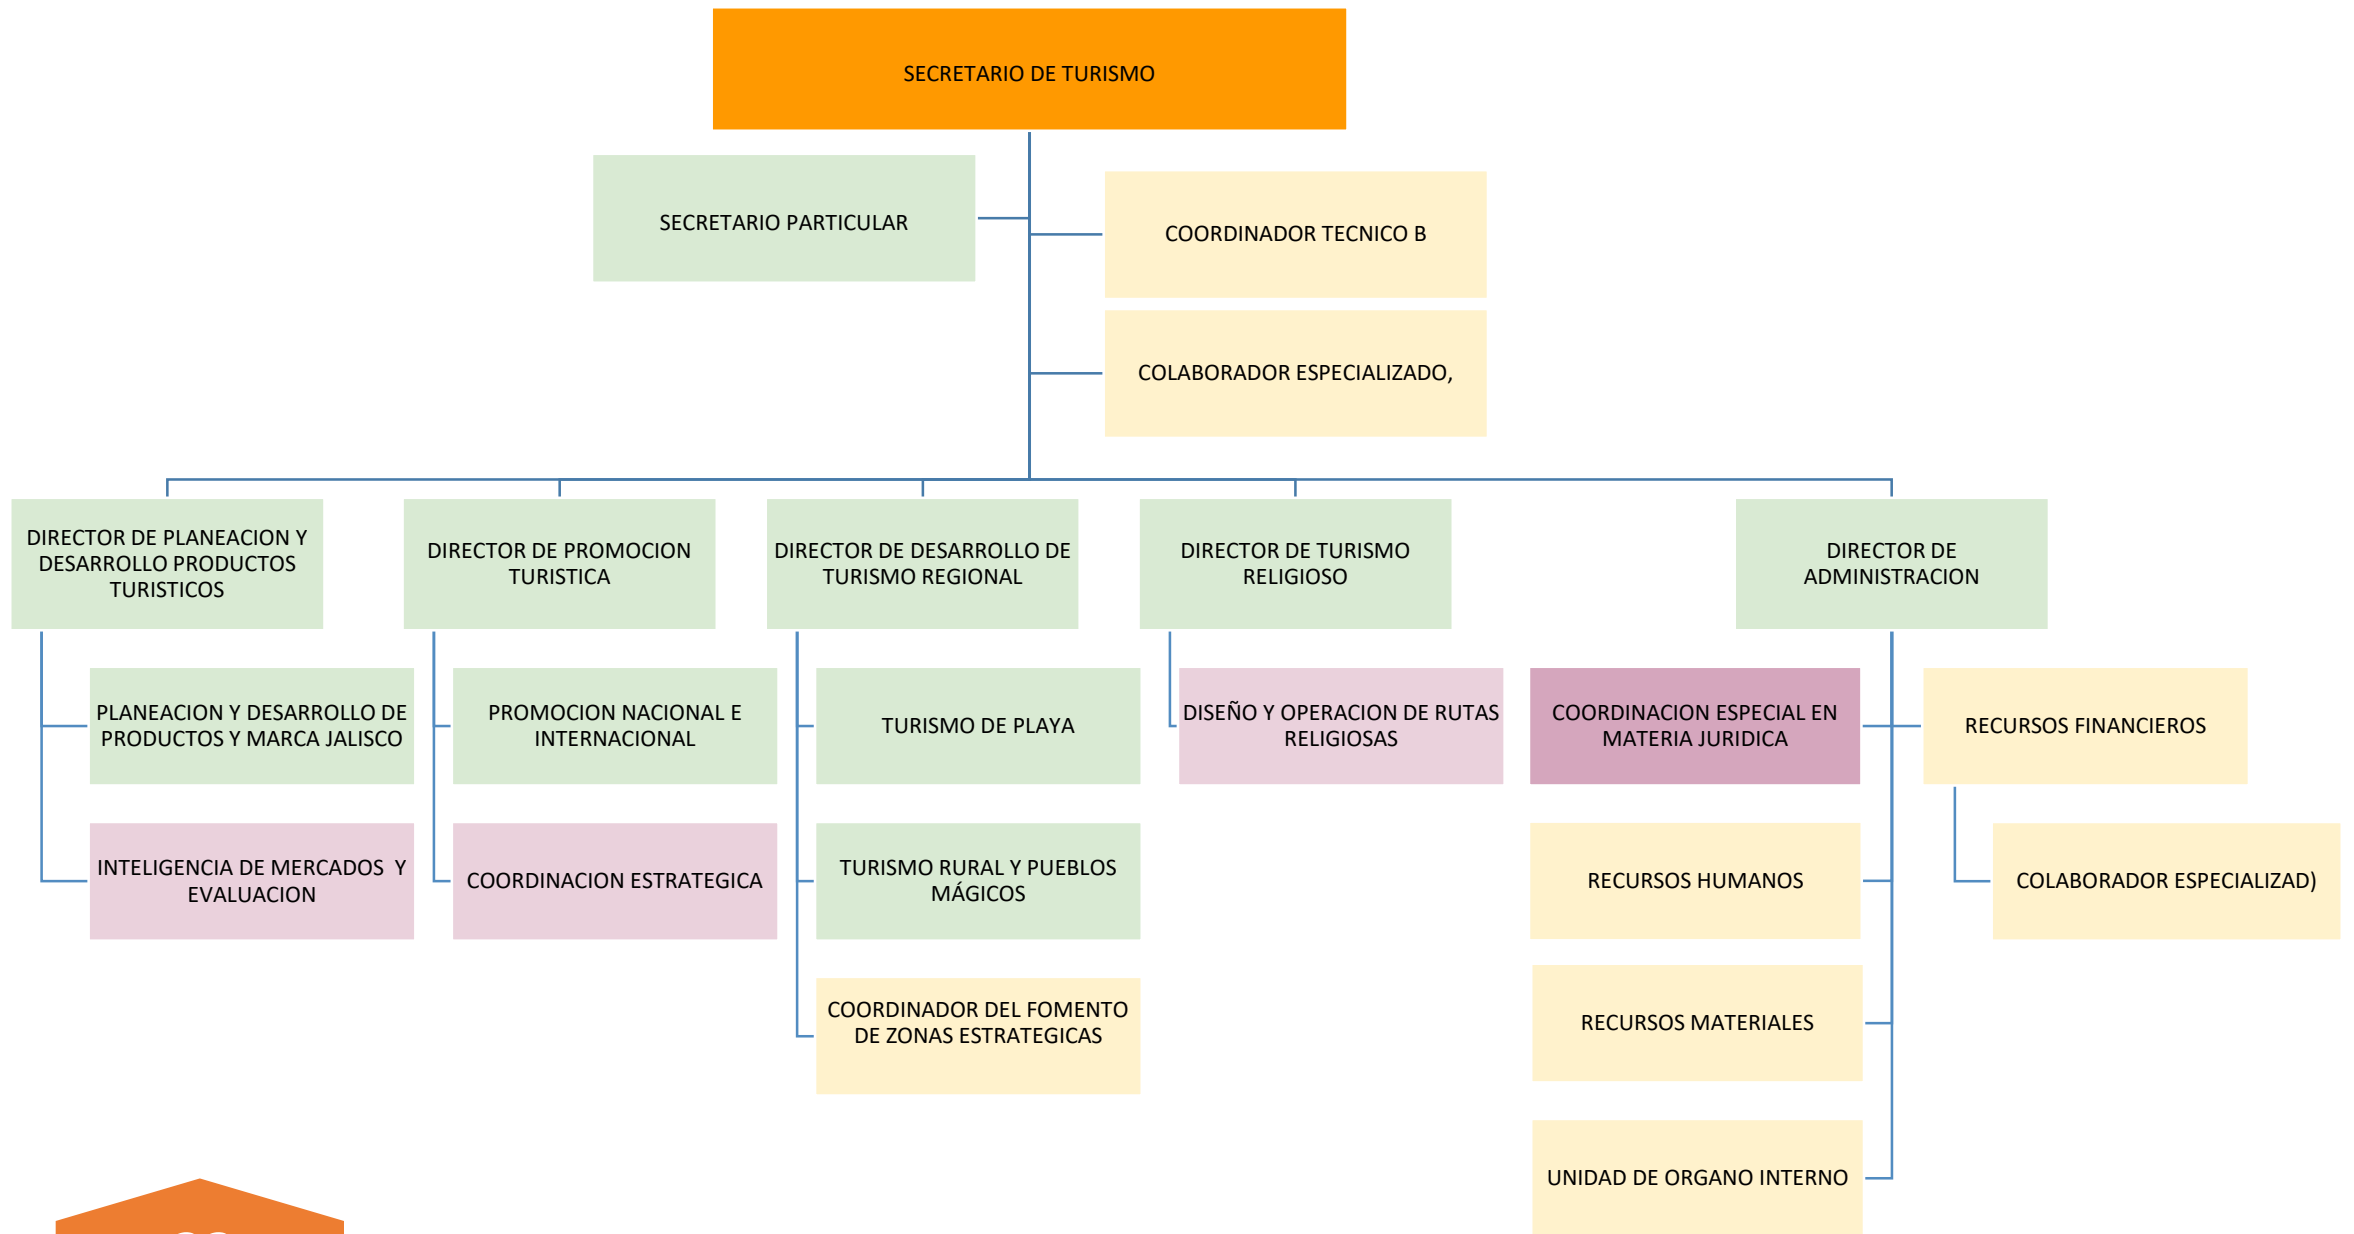 SECRETARIO DE TURISMO
SECRETARIO PARTICULAR
COORDINADOR TECNICO B
COLABORADOR ESPECIALIZADO,
DIRECTOR DE PLANEACION Y
DESARROLLO PRODUCTOS
TURISTICOS
DIRECTOR DE PROMOCION
TURISTICA
DIRECTOR DE DESARROLLO DE
TURISMO REGIONAL
DIRECTOR DE TURISMO
RELIGIOSO
DIRECTOR DE
ADMINISTRACION
PLANEACION Y DESARROLLO DE
PRODUCTOS Y MARCA JALISCO
PROMOCION NACIONAL E
INTERNACIONAL
TURISMO DE PLAYA
DISEÑO Y OPERACION DE RUTAS
RELIGIOSAS
COORDINACION ESPECIAL EN
MATERIA JURIDICA
RECURSOS FINANCIEROS
INTELIGENCIA DE MERCADOS  Y
EVALUACION
COORDINACION ESTRATEGICA
TURISMO RURAL Y PUEBLOS
MÁGICOS
RECURSOS HUMANOS
COLABORADOR ESPECIALIZAD)
COORDINADOR DEL FOMENTO
DE ZONAS ESTRATEGICAS
RECURSOS MATERIALES
UNIDAD DE ORGANO INTERNO